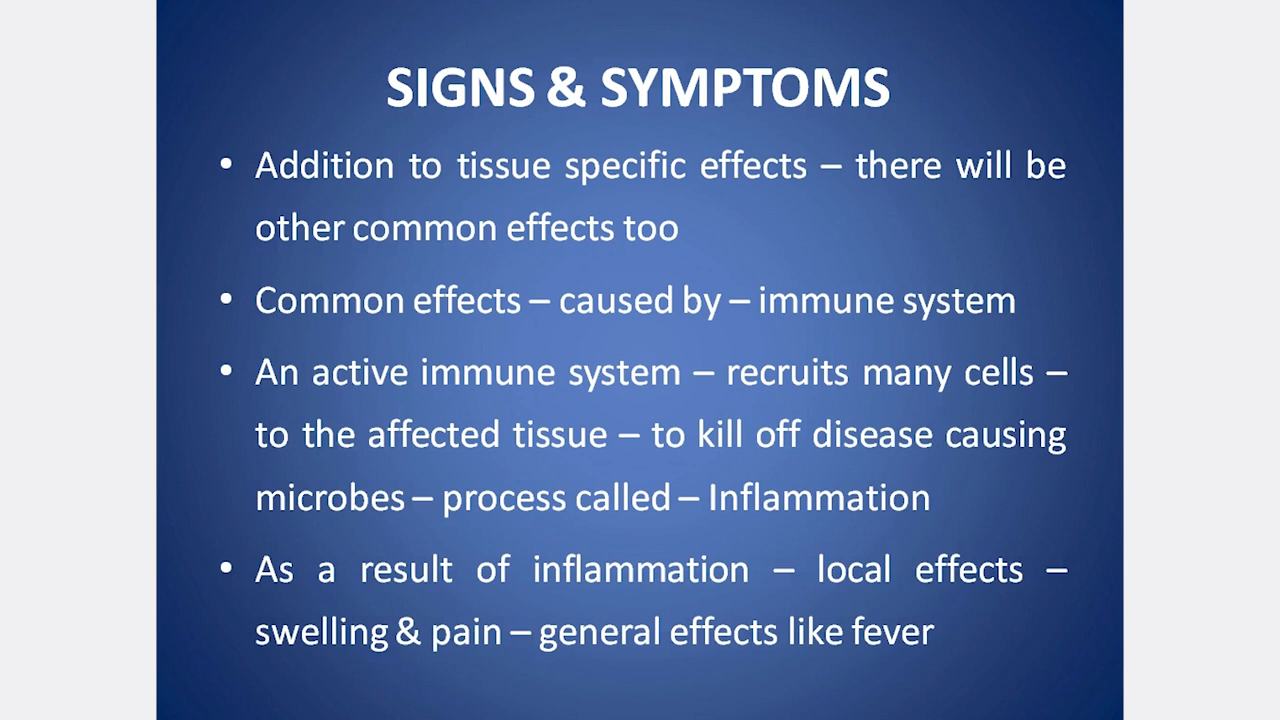 SIGNS & SYMPTOMS
• Addition to tissue specific effects – there will be
other common effects too
• Common effects – caused by – immune system
• An active immune system – recruits many cells –
to the affected tissue – to kill off disease causing
microbes – process called – Inflammation
• As a result of inflammation – local effects –
swelling & pain – general effects like fever